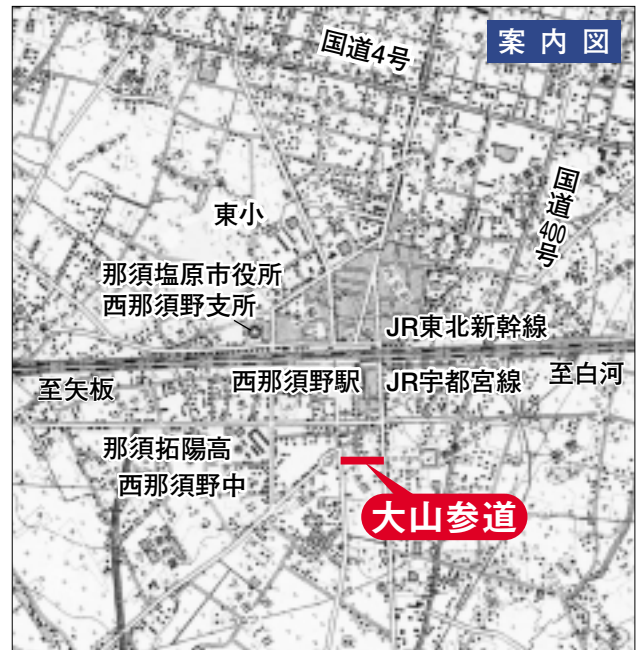 案内図
国道4号
国道400号
東小
那須塩原市役所
西那須野支所
JR東北新幹線
至矢板
西那須野駅
JR宇都宮線
至白河
那須拓陽高
西那須野中
大山参道